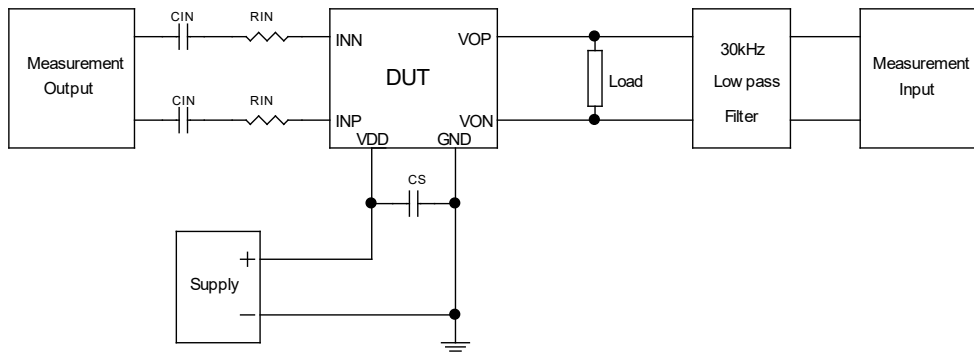 CIN
RIN
INN
VOP
30kHz
Low pass
Filter
Measurement
Output
DUT
Load
Measurement
Input
CIN
RIN
INP
VON
VDD
GND
CS
Supply
+
−